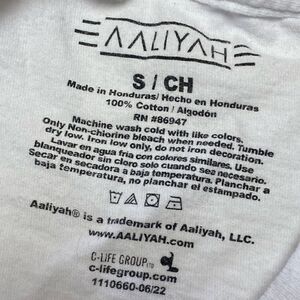 AALIYAH
S / CH
Made in Honduras/ Hecho en Honduras
100% Cotton / Algodón
RN #86947
Machine wash cold with like colors.
Only Non-chlorine bleach when needed. Tumble
dry low. Iron low only, do not iron decoration.
Lavar en agua fria con colores similares. Use
blanqueador sin cloro solo cuando sea necesario.
Secar en secadora a baja temperatura. Planchar a
baja temperatura, no planchar el estampado.
Aaliyah® is a trademark of Aaliyah, LLC.
www.AALIYAH.com
C-LIFE GROUP LTD
c-lifegroup.com
1110660-06/22